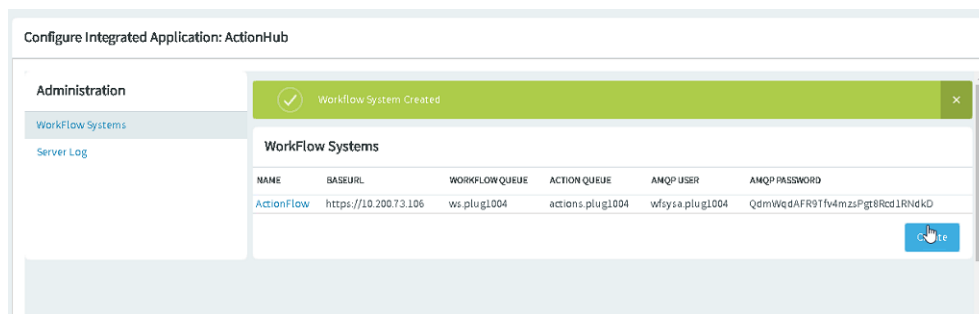 Configure Integrated Application: ActionHub
Administration
WorkFlow Systems
Server Log
Workflow System Created
WorkFlow Systems
NAME BASEURL WORKFLOW QUEUE ACTION QUEUE AMQP USER AMQP PASSWORD
ActionFlow https://10.200.73.106 ws.plug1004 actions.plug1004 wfsysa.plug1004 QdmWqdAFR9Tfv4mzsPgt8Rcd1RNdkD